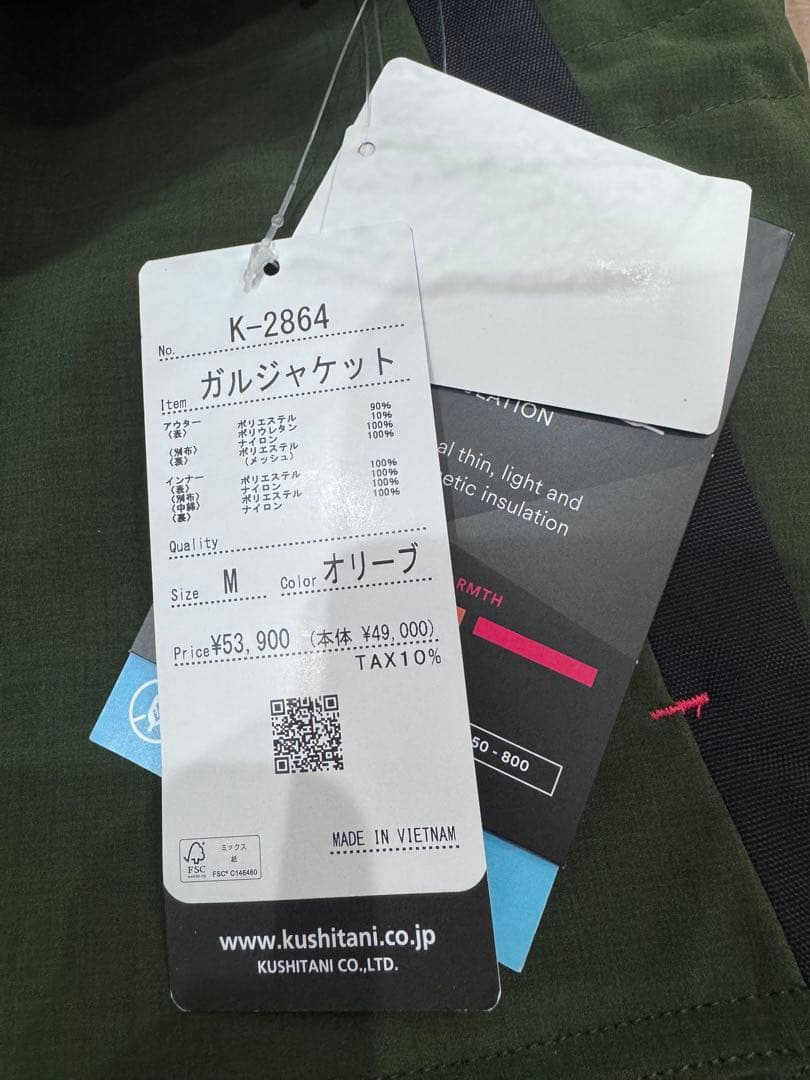 No. K-2864
Item ガルジャケット
アウター
〈表〉 ポリエステル 90%
ポリウレタン 10%
〈別布〉 ナイロン 100%
〈裏〉 ポリエステル 100%
(メッシュ)
インナー
〈表〉 ポリエステル 100%
〈別布〉 ナイロン 100%
〈中綿〉 ポリエステル 100%
〈裏〉 ナイロン 100%
Quality
Size M Color オリーブ
Price ¥53,900 (本体 ¥49,000)
TAX10%
MADE IN VIETNAM
FSC
ミックス
紙
FSC® C146460
www.kushitani.co.jp
KUSHITANI CO.,LTD.
ULATION
al thin, light and
etic insulation
RMTH
50 - 800